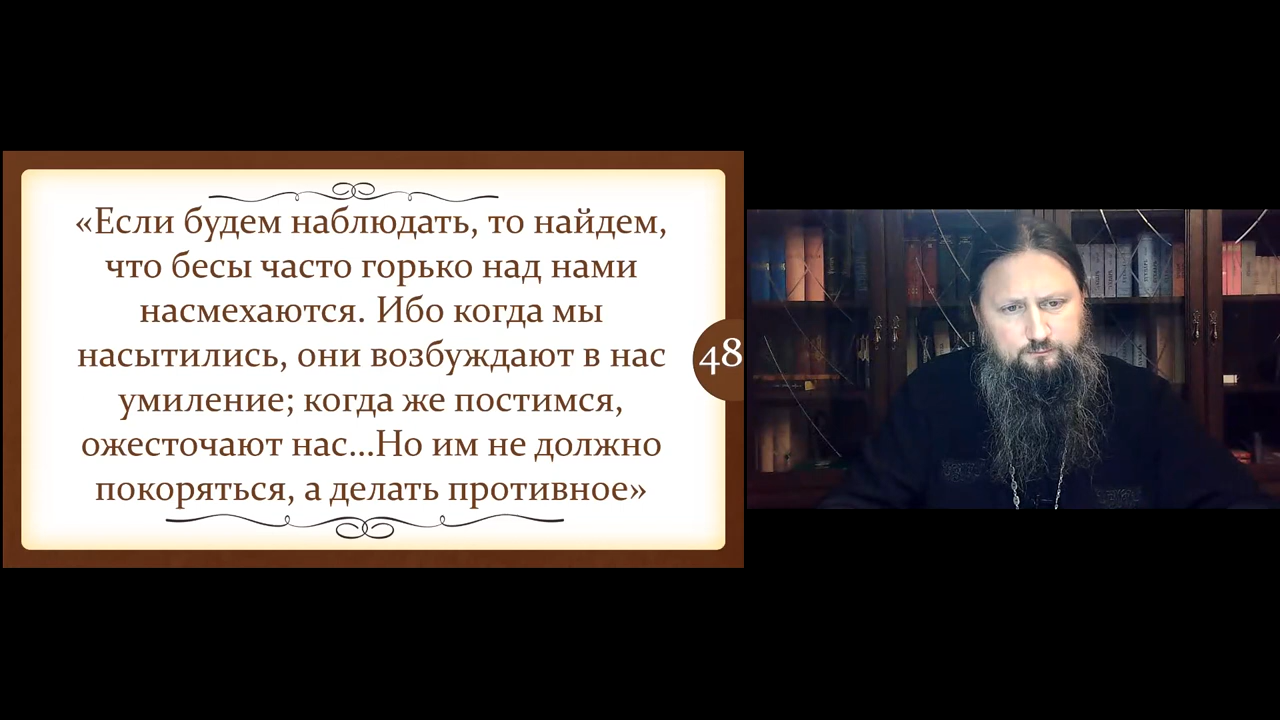 «Если будем наблюдать, то найдем,
что бесы часто горько над нами
насмехаются. Ибо когда мы
насытились, они возбуждают в нас
умиление; когда же постимся,
ожесточают нас...Но им не должно
покоряться, а делать противное»
48